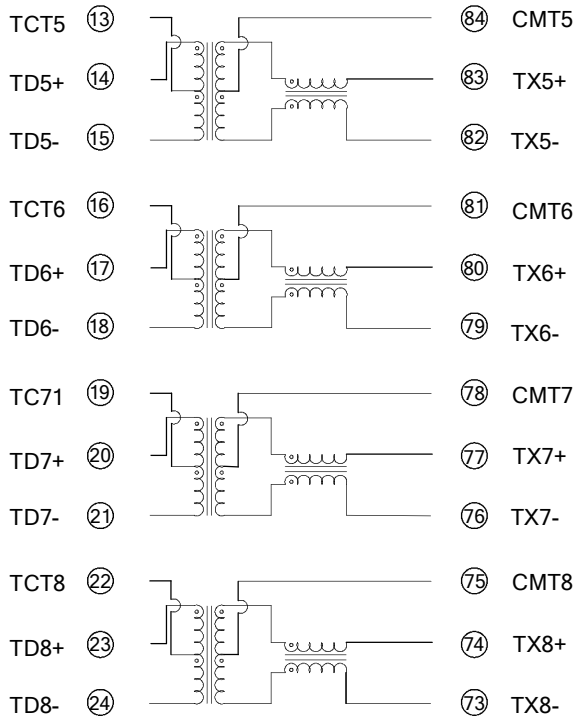 TCT5 13 84 CMT5
TD5+ 14 83 TX5+
TD5- 15 82 TX5-
TCT6 16 81 CMT6
TD6+ 17 80 TX6+
TD6- 18 79 TX6-
TC71 19 78 CMT7
TD7+ 20 77 TX7+
TD7- 21 76 TX7-
TCT8 22 75 CMT8
TD8+ 23 74 TX8+
TD8- 24 73 TX8-